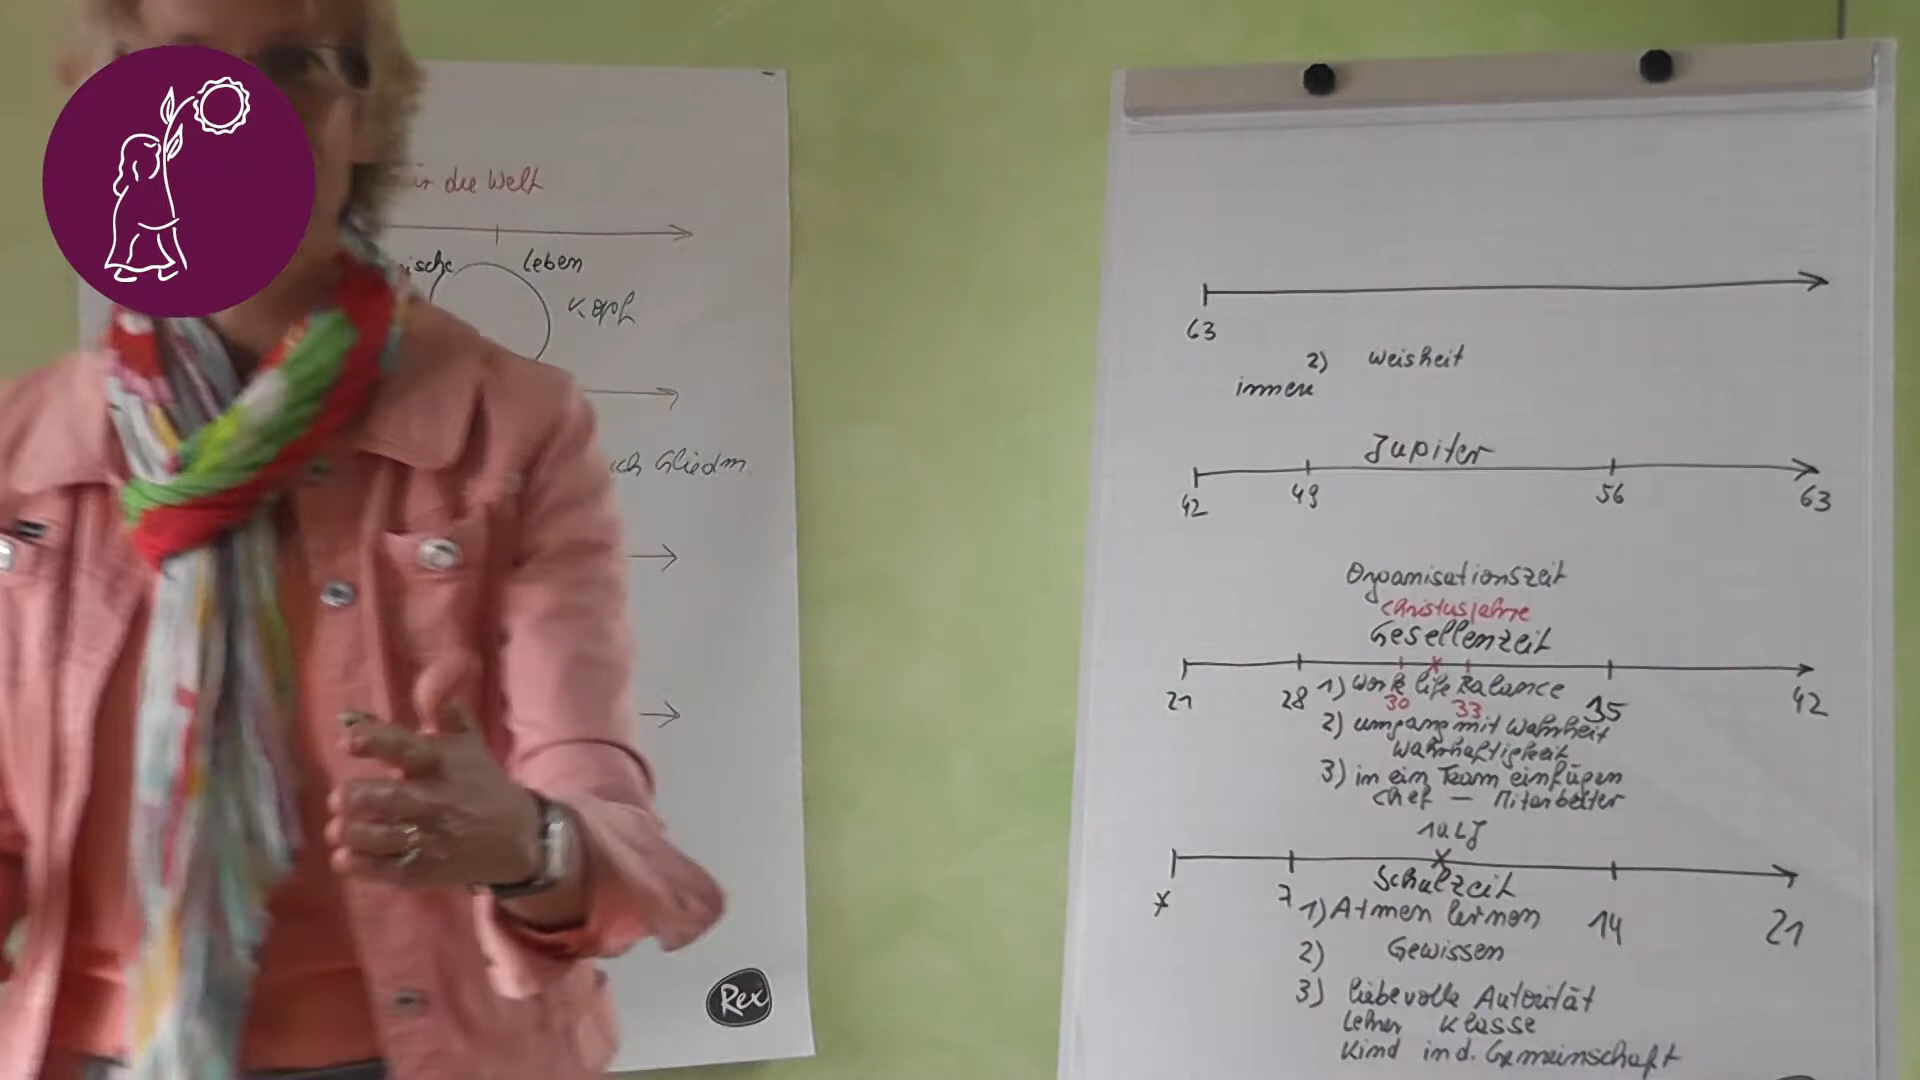 die Welt
Leben
Kopf
Gliedm.
Rex
63
2) Weisheit
innen
Jupiter
42 49 56 63
Organisationszeit
Christusjahre
Gesellenzeit
21 28 30 33 35 42
1) Work life Balance
2) Umgang mit Wahrheit
Wahrhaftigkeit
3) in ein Team einfügen
Chef — Mitarbeiter
10. LJ
Schulzeit
* 7 14 21
1) Atmen lernen
2) Gewissen
3) liebevolle Autorität
Lehrer Klasse
Kind in d. Gemeinschaft